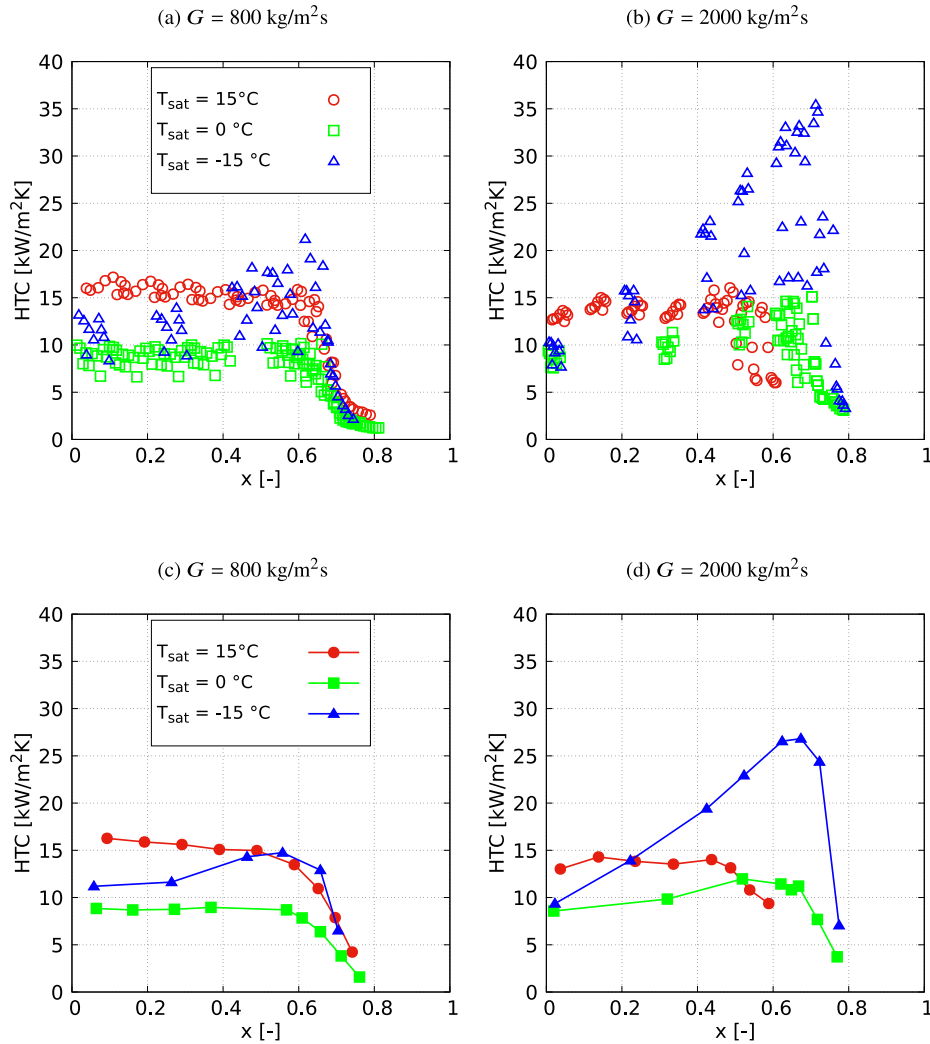 (a) G = 800 kg/m²s
(b) G = 2000 kg/m²s
HTC [kW/m²K]
40
35
30
25
20
15
10
5
0
T_sat = 15°C
T_sat = 0 °C
T_sat = -15 °C
0 0.2 0.4 0.6 0.8 1
x [-]
HTC [kW/m²K]
40
35
30
25
20
15
10
5
0
0 0.2 0.4 0.6 0.8 1
x [-]
(c) G = 800 kg/m²s
(d) G = 2000 kg/m²s
HTC [kW/m²K]
40
35
30
25
20
15
10
5
0
T_sat = 15°C
T_sat = 0 °C
T_sat = -15 °C
0 0.2 0.4 0.6 0.8 1
x [-]
HTC [kW/m²K]
40
35
30
25
20
15
10
5
0
0 0.2 0.4 0.6 0.8 1
x [-]